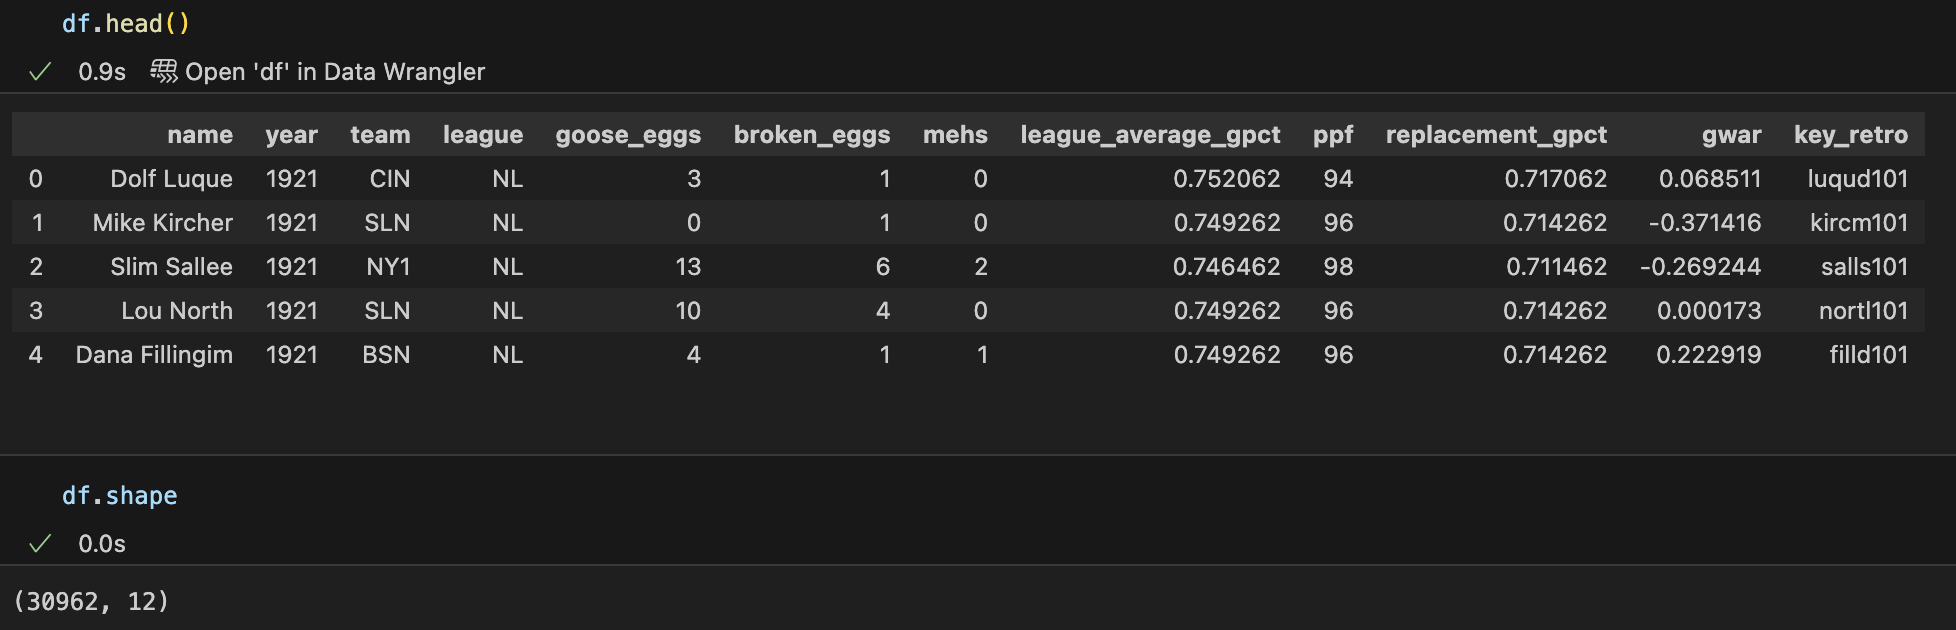 df.head()
0.9s Open 'df' in Data Wrangler
name year team league goose_eggs broken_eggs mehs league_average_gpct ppf replacement_gpct gwar key_retro
0 Dolf Luque 1921 CIN NL 3 1 0 0.752062 94 0.717062 0.068511 luqud101
1 Mike Kircher 1921 SLN NL 0 1 0 0.749262 96 0.714262 -0.371416 kircm101
2 Slim Sallee 1921 NY1 NL 13 6 2 0.746462 98 0.711462 -0.269244 salls101
3 Lou North 1921 SLN NL 10 4 0 0.749262 96 0.714262 0.000173 nortl101
4 Dana Fillingim 1921 BSN NL 4 1 1 0.749262 96 0.714262 0.222919 filld101
df.shape
0.0s
(30962, 12)